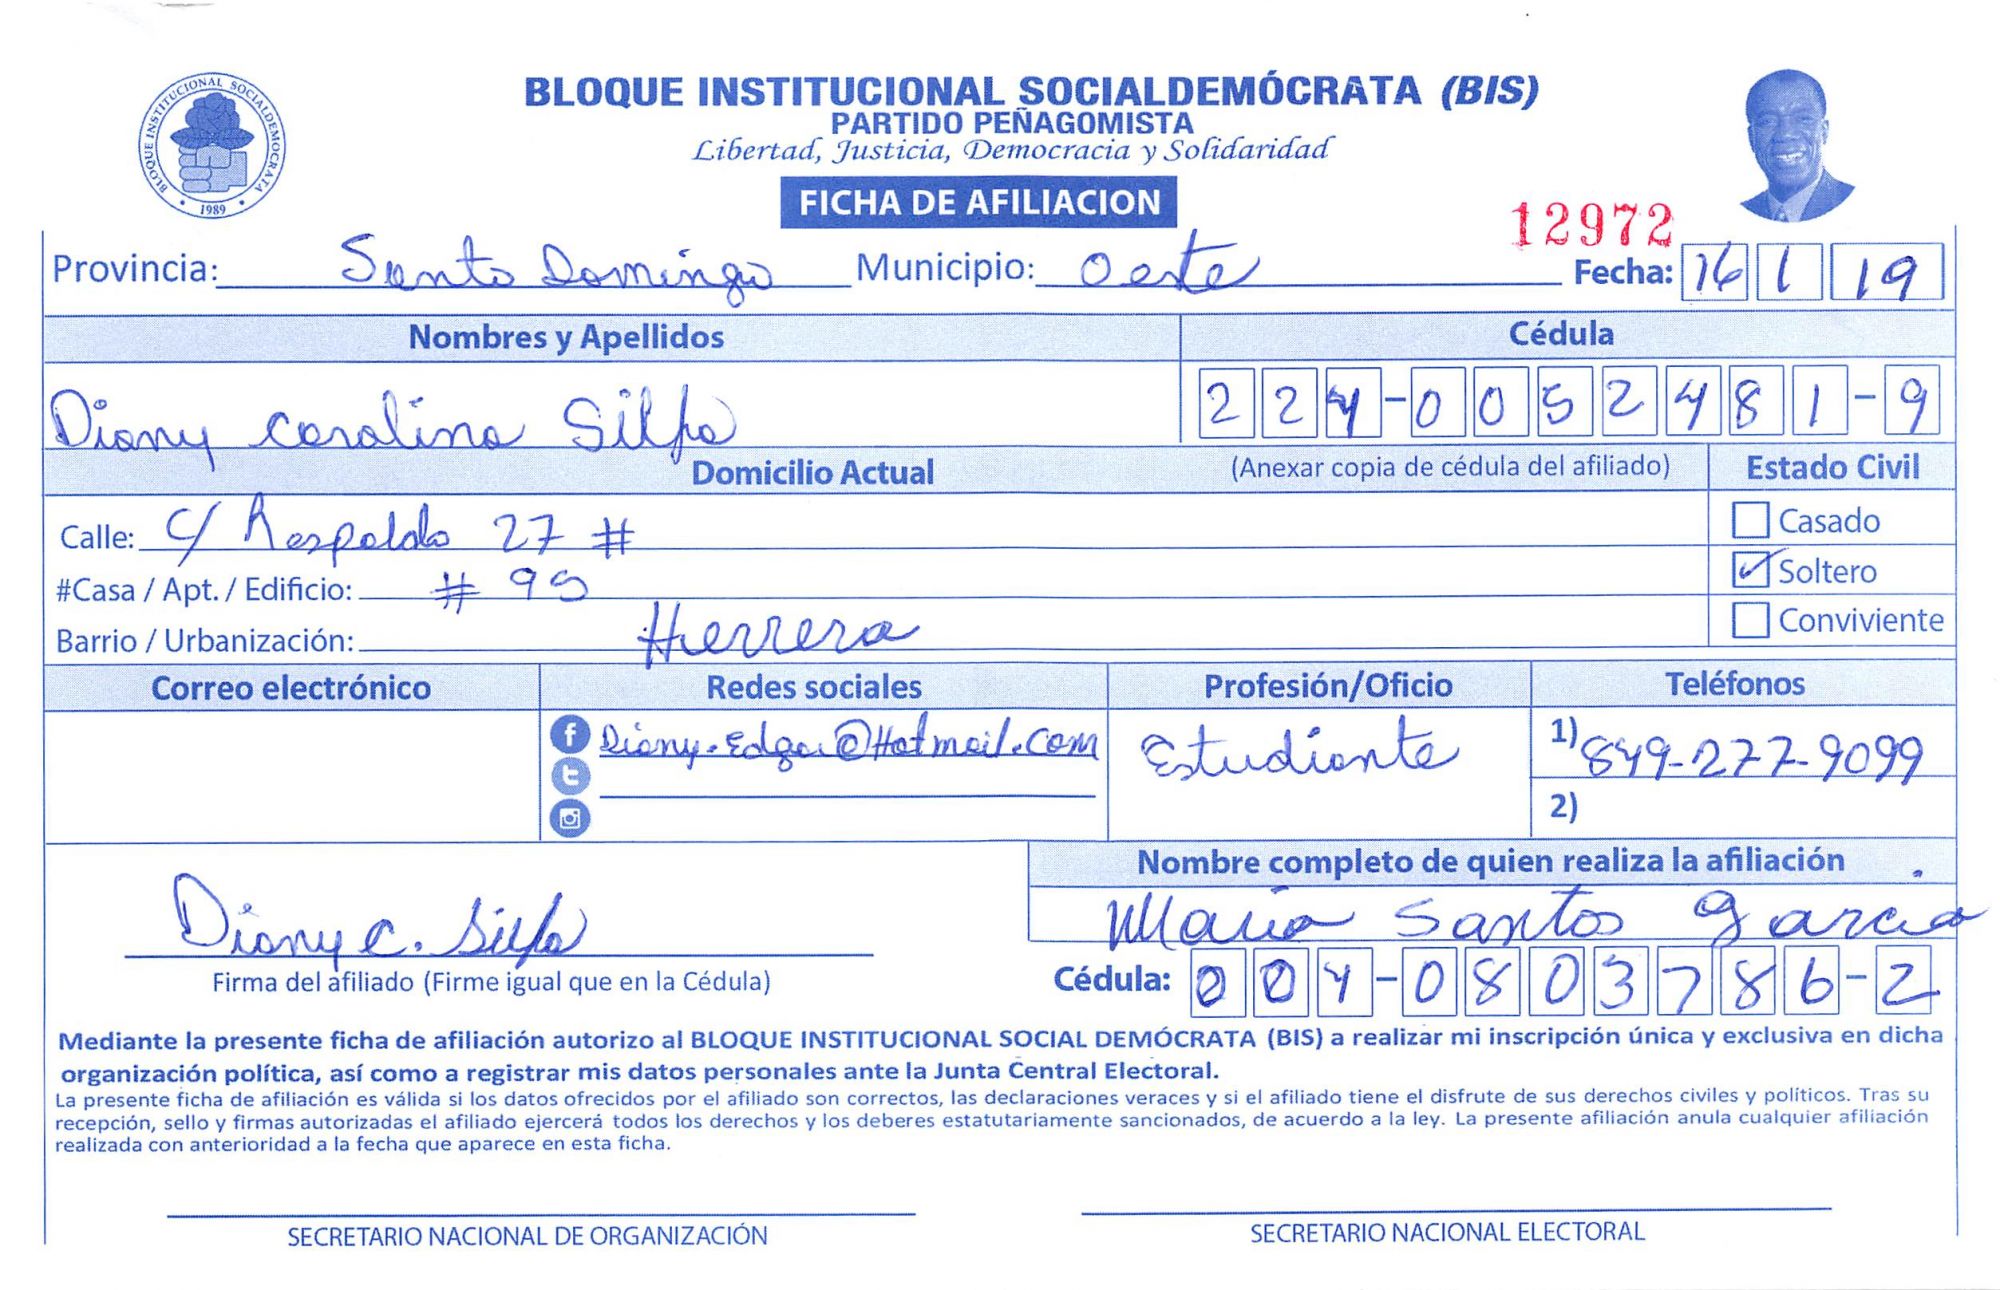 BLOQUE INSTITUCIONAL SOCIALDEMÓCRATA (BIS)
PARTIDO PEÑAGOMISTA
Libertad, Justicia, Democracia y Solidaridad
BLOQUE INSTITUCIONAL SOCIALDEMOCRATA
1989
FICHA DE AFILIACION
12972
Provincia: Santo Domingo Municipio: Oeste Fecha: 16 1 19
Nombres y Apellidos Cédula
Diany Carolina Silfa 224-0052481-9
Domicilio Actual (Anexar copia de cédula del afiliado) Estado Civil
Calle: C/ Respaldo 27 # Casado
#Casa / Apt. / Edificio: # 95 Soltero
Barrio / Urbanización: Herrera Conviviente
Correo electrónico Redes sociales Profesión/Oficio Teléfonos
Diany.Edgar@Hotmail.com Estudiante 1) 849-277-9099
2)
Nombre completo de quien realiza la afiliación
Diany C. Silfa Maria Santos Garcia
Firma del afiliado (Firme igual que en la Cédula) Cédula: 004-0803786-2
Mediante la presente ficha de afiliación autorizo al BLOQUE INSTITUCIONAL SOCIAL DEMÓCRATA (BIS) a realizar mi inscripción única y exclusiva en dicha
organización política, así como a registrar mis datos personales ante la Junta Central Electoral.
La presente ficha de afiliación es válida si los datos ofrecidos por el afiliado son correctos, las declaraciones veraces y si el afiliado tiene el disfrute de sus derechos civiles y políticos. Tras su
recepción, sello y firmas autorizadas el afiliado ejercerá todos los derechos y los deberes estatutariamente sancionados, de acuerdo a la ley. La presente afiliación anula cualquier afiliación
realizada con anterioridad a la fecha que aparece en esta ficha.
SECRETARIO NACIONAL DE ORGANIZACIÓN SECRETARIO NACIONAL ELECTORAL